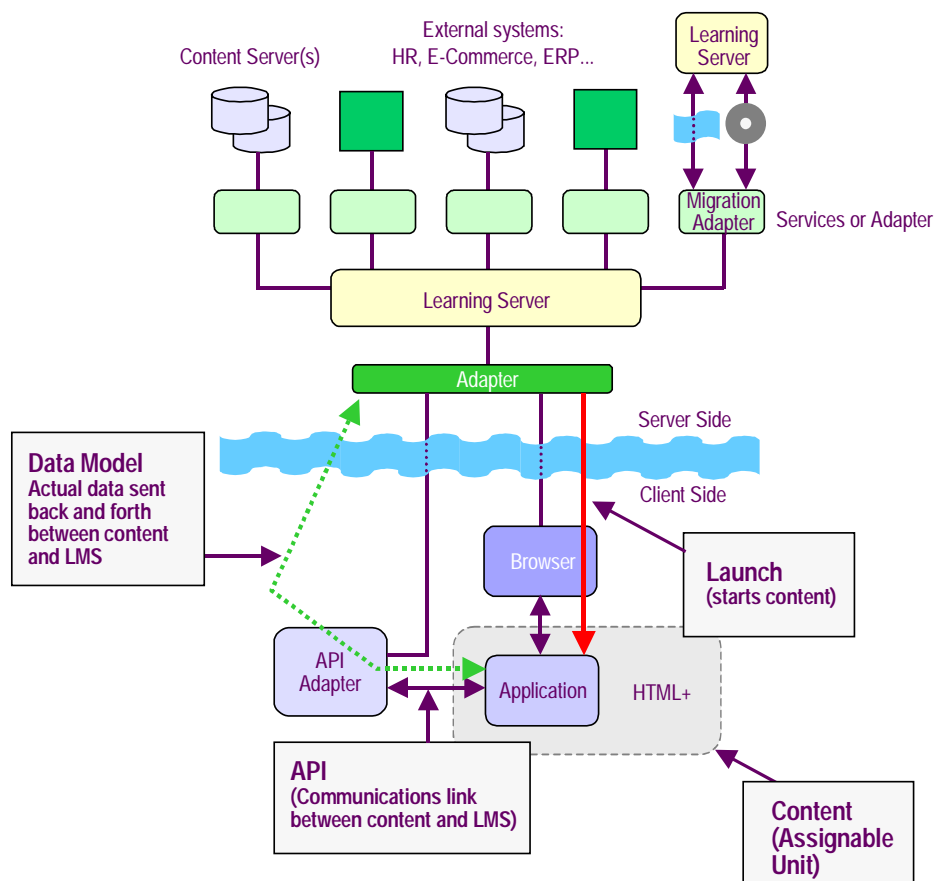 External systems:
HR, E-Commerce, ERP...
Content Server(s)
Learning
Server
Migration
Adapter
Services or Adapter
Learning Server
Adapter
Server Side
Client Side
Data Model
Actual data sent
back and forth
between content
and LMS
Browser
Launch
(starts content)
API
Adapter
Application
HTML+
API
(Communications link
between content and LMS)
Content
(Assignable
Unit)